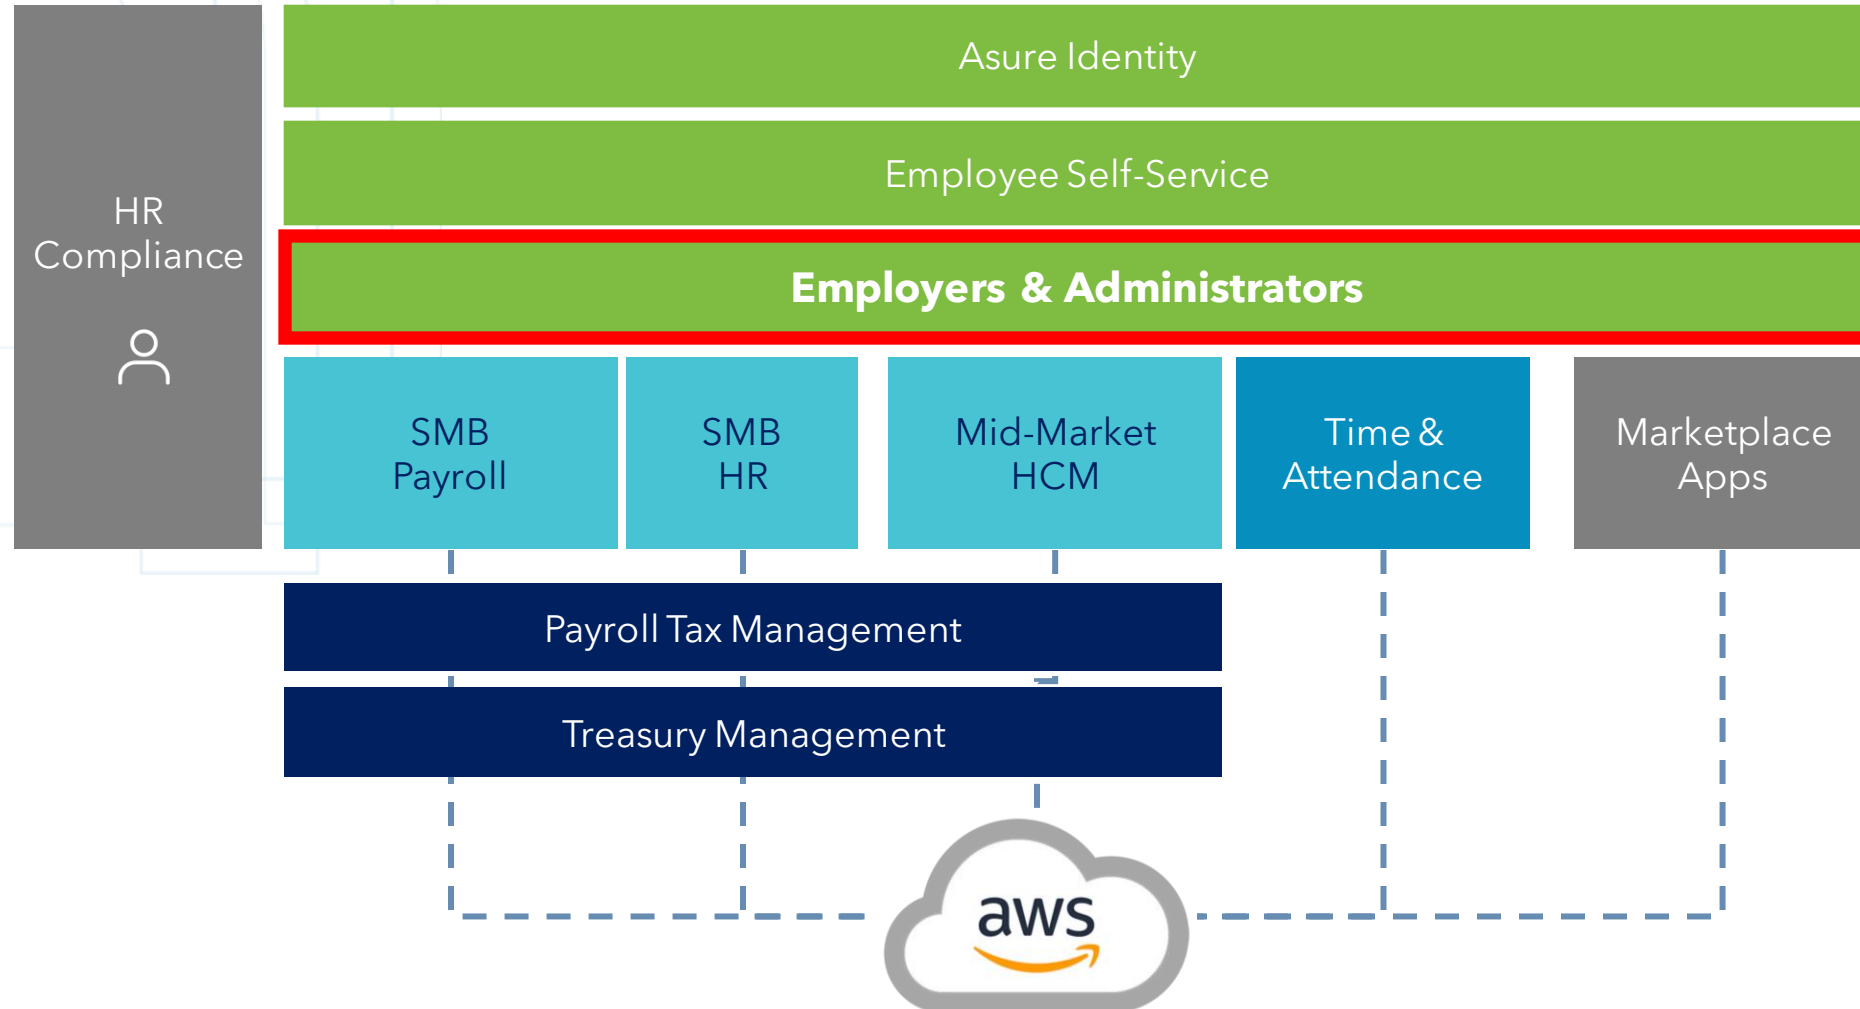 HR
Compliance
Asure Identity
Employee Self-Service
Employers & Administrators
SMB
Payroll
SMB
HR
Mid-Market
HCM
Time &
Attendance
Marketplace
Apps
Payroll Tax Management
Treasury Management
aws